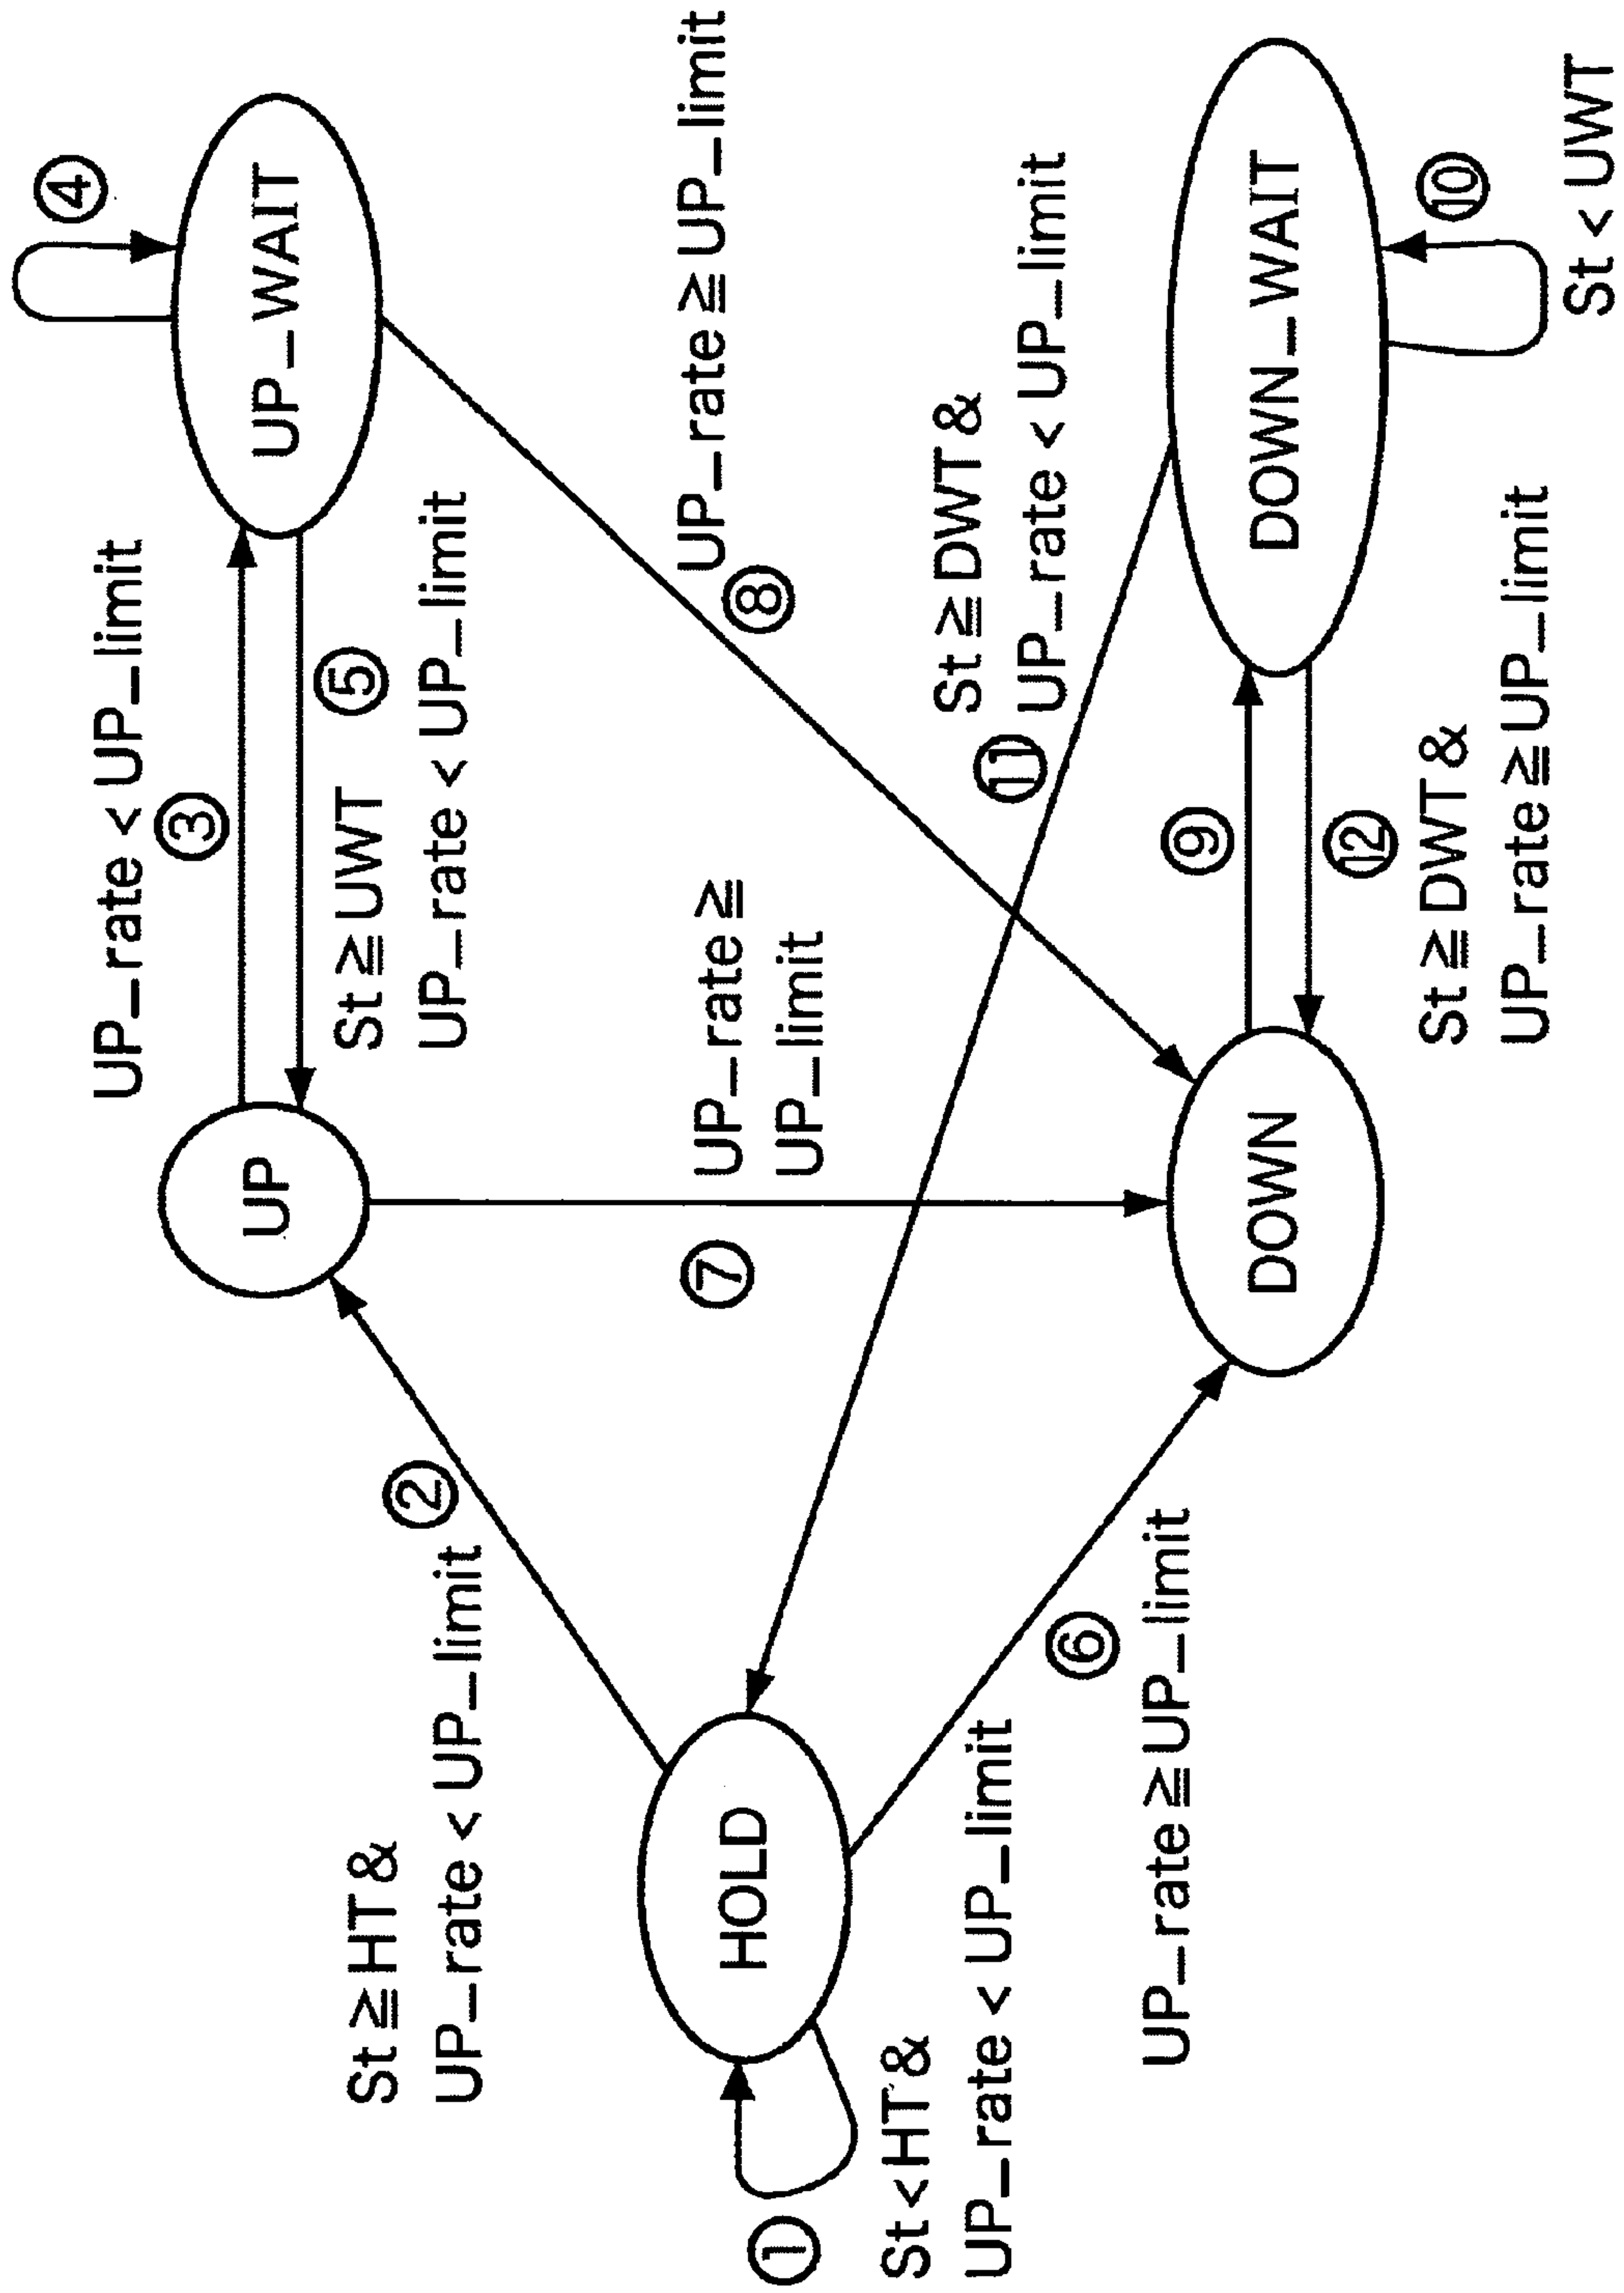 ④
UP_rate < UP_limit
③
UP
UP_WAIT
⑤
St≧UWT
UP_rate < UP_limit
St≧HT&
UP_rate < UP_limit
②
UP_rate≧UP_limit
⑧
⑦
UP_rate≧
UP_limit
①
HOLD
St<HT&
UP_rate < UP_limit
St≧DWT&
UP_rate < UP_limit
⑪
⑥
UP_rate≧UP_limit
⑨
DOWN
DOWN_WAIT
⑫
St≧DWT&
UP_rate≧UP_limit
⑩
St<UWT